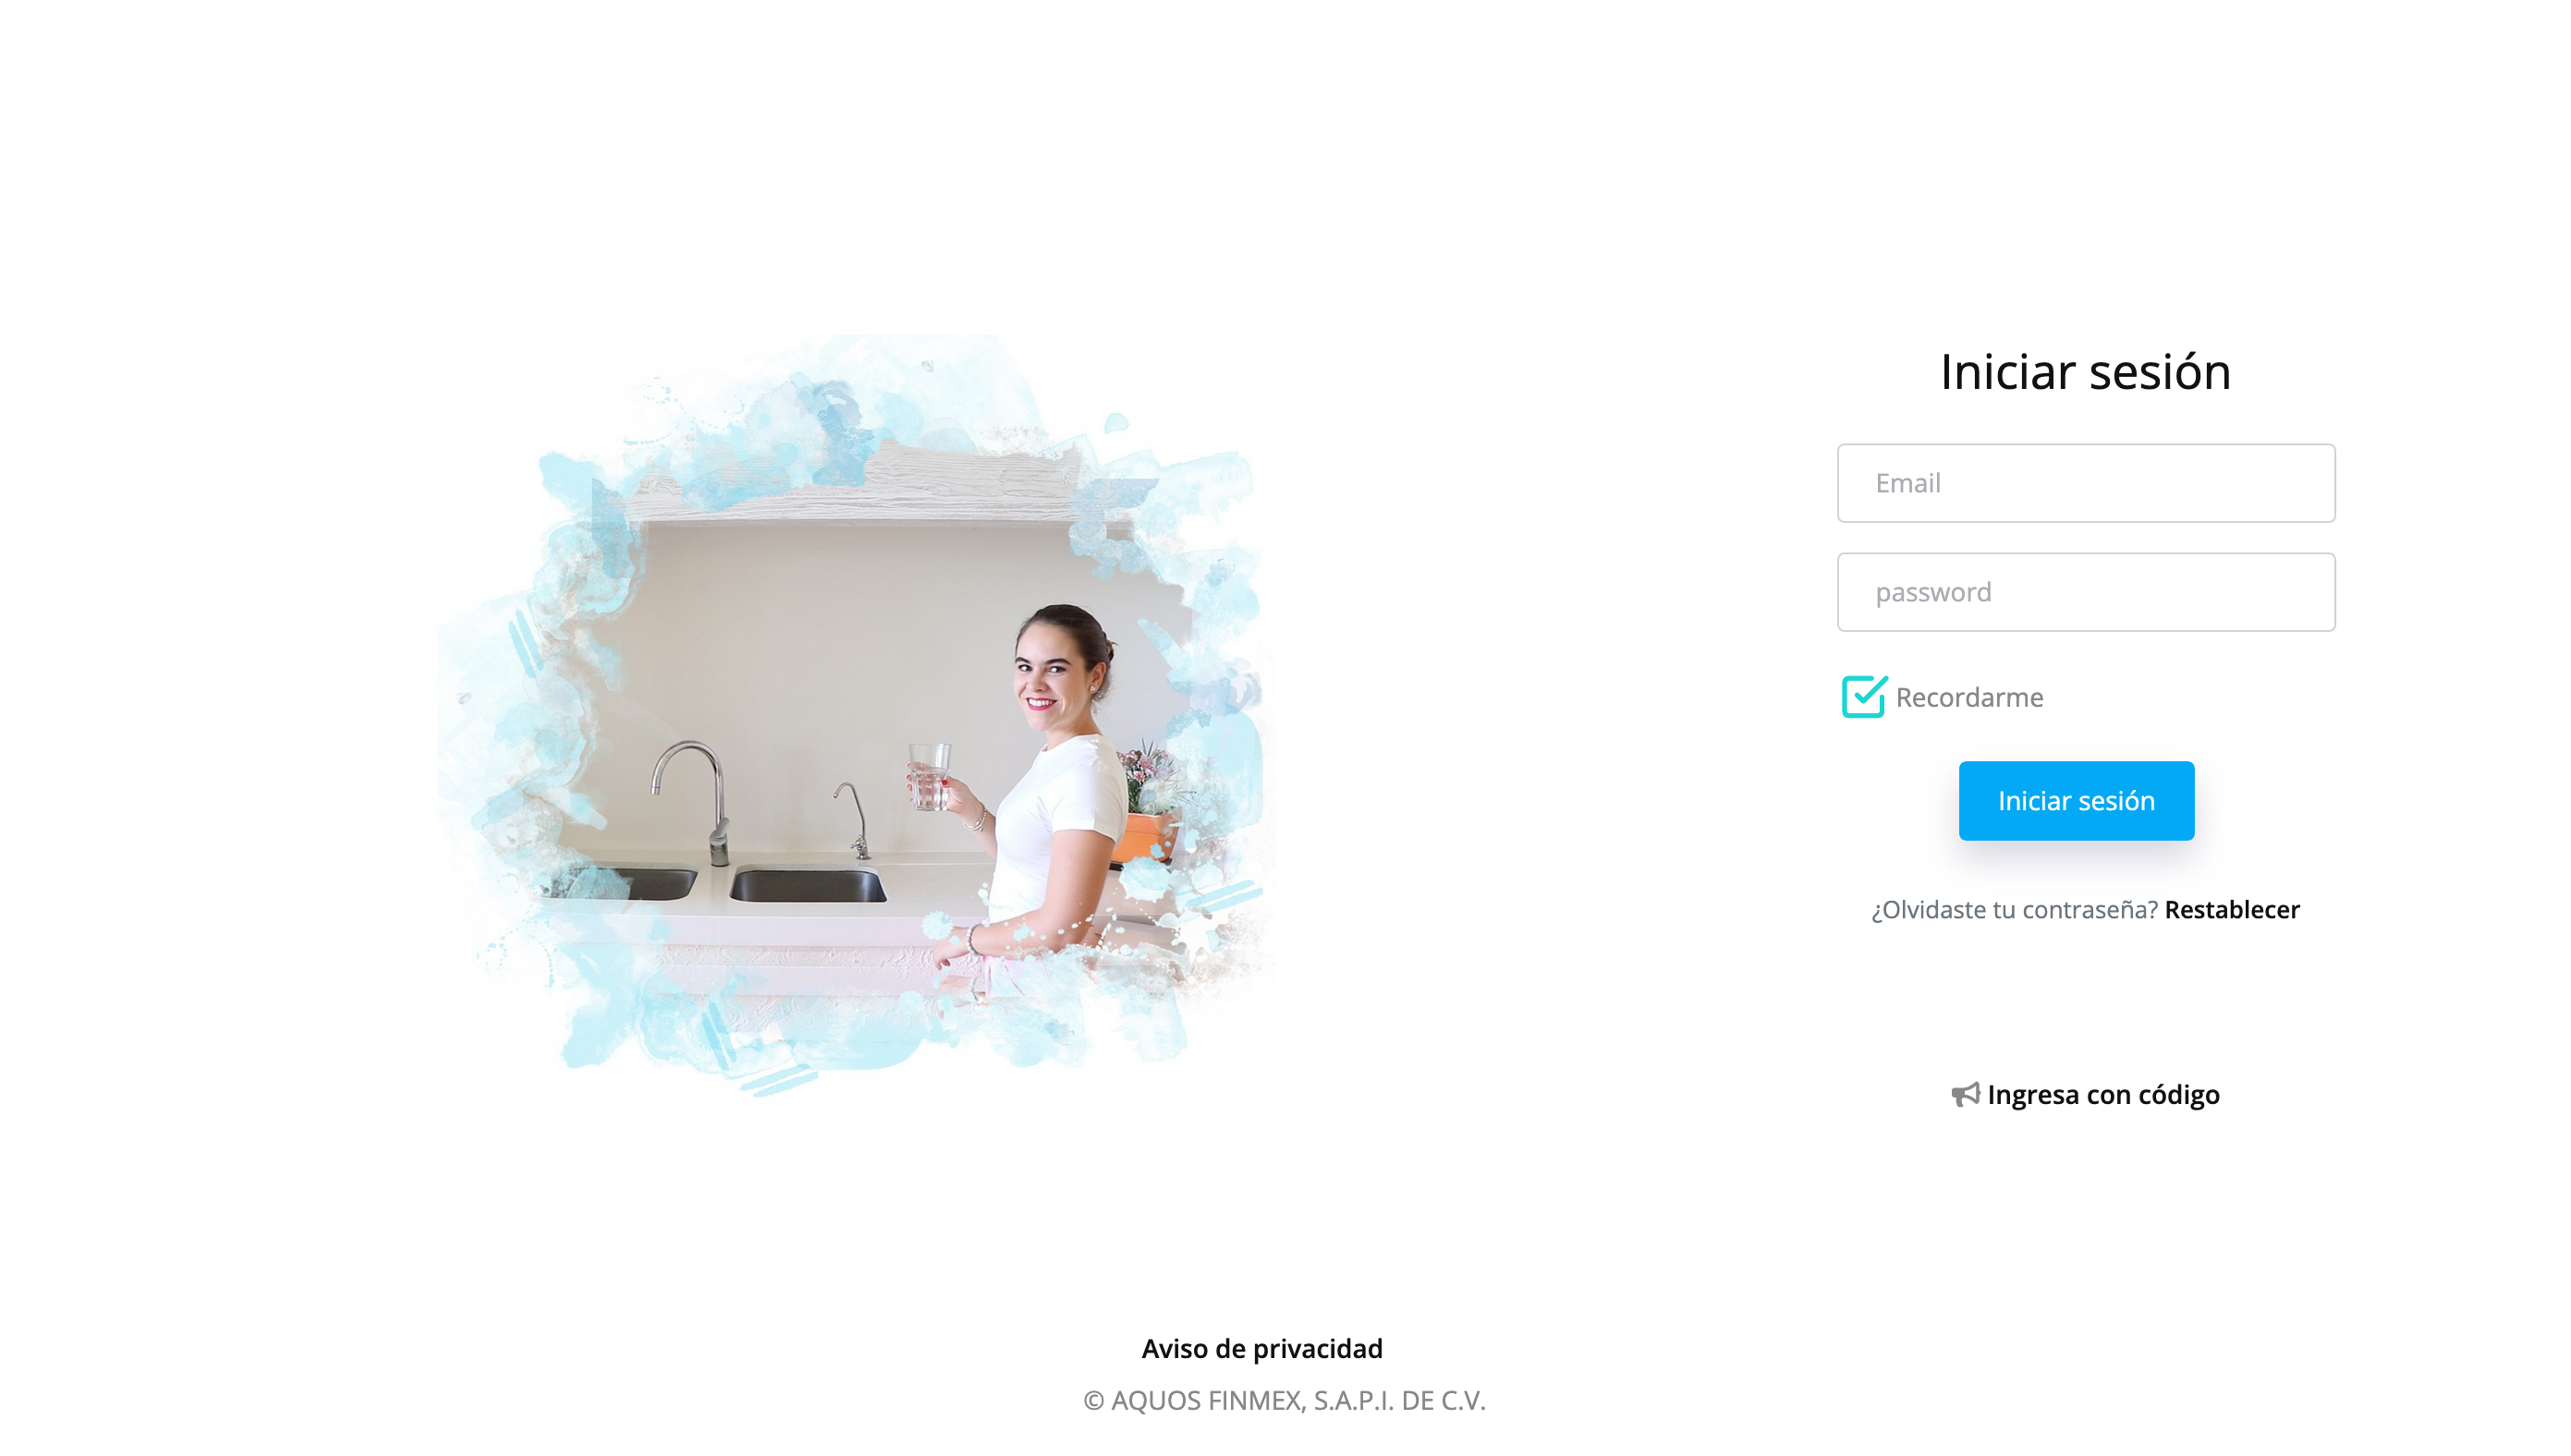 Iniciar sesión
Email
password
Recordarme
Iniciar sesión
¿Olvidaste tu contraseña? Restablecer
Ingresa con código
Aviso de privacidad
© AQUOS FINMEX, S.A.P.I. DE C.V.